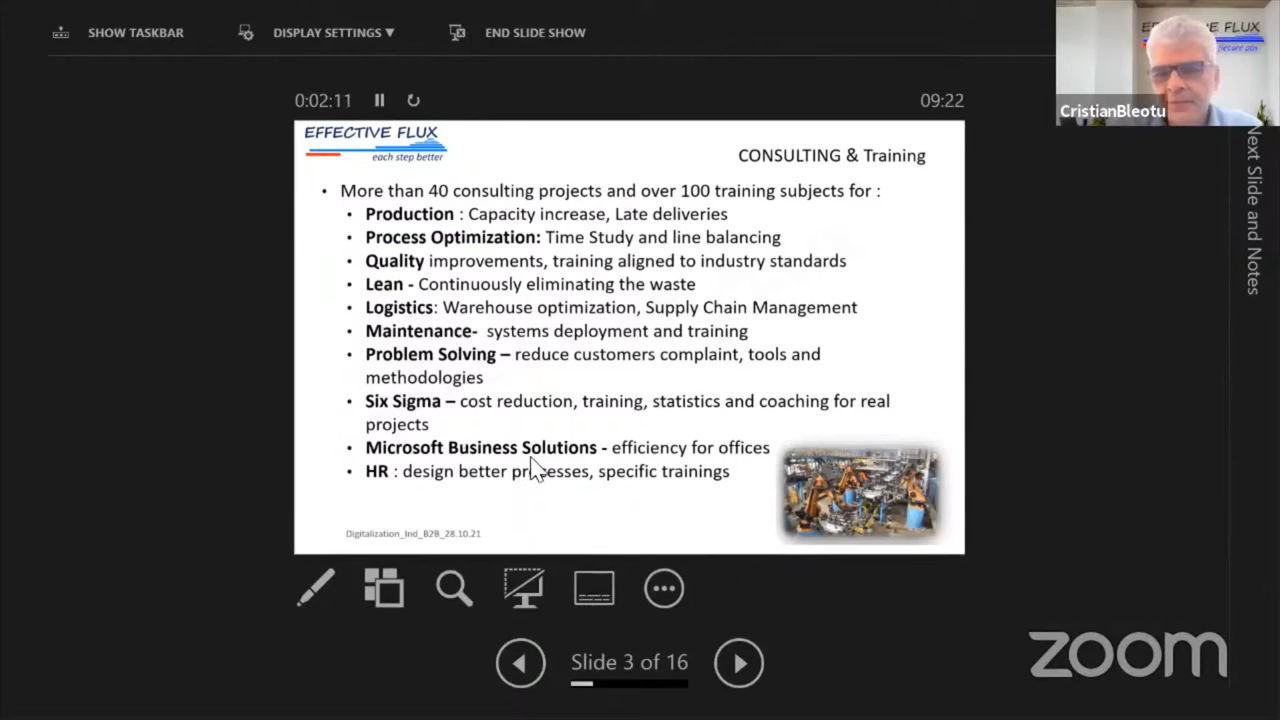 SHOW TASKBAR
DISPLAY SETTINGS ▼
END SLIDE SHOW
EFFECTIVE FLUX
CristianBleotu
0:02:11
09:22
Next Slide and Notes
EFFECTIVE FLUX
each step better
CONSULTING & Training
• More than 40 consulting projects and over 100 training subjects for :
• Production : Capacity increase, Late deliveries
• Process Optimization: Time Study and line balancing
• Quality improvements, training aligned to industry standards
• Lean - Continuously eliminating the waste
• Logistics: Warehouse optimization, Supply Chain Management
• Maintenance- systems deployment and training
• Problem Solving – reduce customers complaint, tools and
methodologies
• Six Sigma – cost reduction, training, statistics and coaching for real
projects
• Microsoft Business Solutions - efficiency for offices
• HR : design better processes, specific trainings
Digitalization_Ind_B2B_28.10.21
Slide 3 of 16
zoom